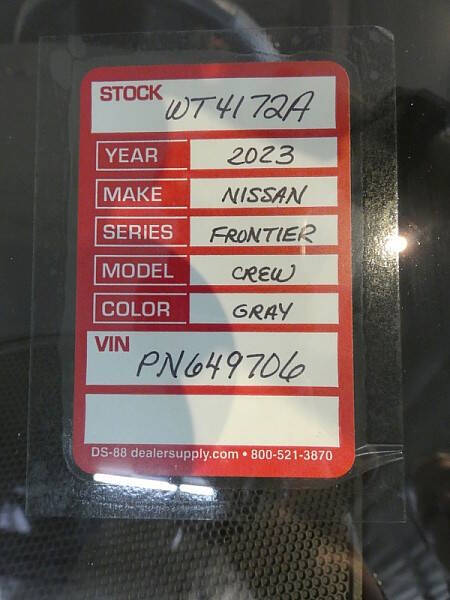 STOCK WT4172A
YEAR 2023
MAKE NISSAN
SERIES FRONTIER
MODEL CREW
COLOR GRAY
VIN PN649706
DS-88 dealersupply.com • 800-521-3870